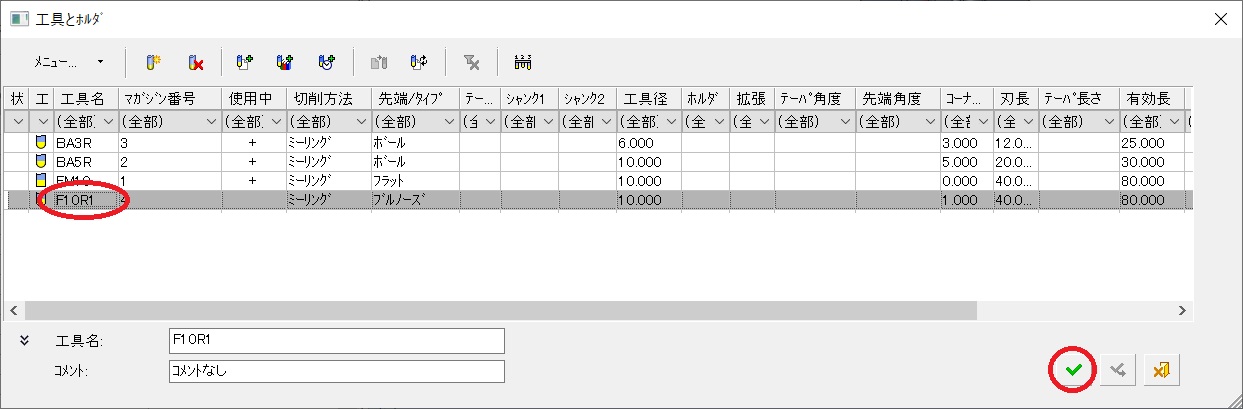 工具とﾎﾙﾀﾞ
ﾒﾆｭｰ...
状 工 工具名 ﾏｶﾞｼﾞﾝ番号 使用中 切削方法 先端/ﾀｲﾌﾟ ﾃｰ... ｼｬﾝｸ1 ｼｬﾝｸ2 工具径 ﾎﾙﾀﾞ 拡張 ﾃｰﾊﾟ角度 先端角度 ｺｰﾅ... 刃長 ﾃｰﾊﾟ長さ 有効長
(全部) (全部) (全部) (全部) (全部) (全 (全部 (全部 (全部) (全 (全 (全部) (全部) (全部 (全 (全部) (全部)
BA3R 3 + ﾐｰﾘﾝｸﾞ ﾎﾞｰﾙ 6.000 3.000 12.0... 25.000
BA5R 2 + ﾐｰﾘﾝｸﾞ ﾎﾞｰﾙ 10.000 5.000 20.0... 30.000
1 + ﾐｰﾘﾝｸﾞ ﾌﾗｯﾄ 10.000 0.000 40.0... 80.000
F10R1 4 ﾐｰﾘﾝｸﾞ ﾌﾞﾙﾉｰｽﾞ 10.000 1.000 40.0... 80.000
工具名: F10R1
ｺﾒﾝﾄ: ｺﾒﾝﾄなし